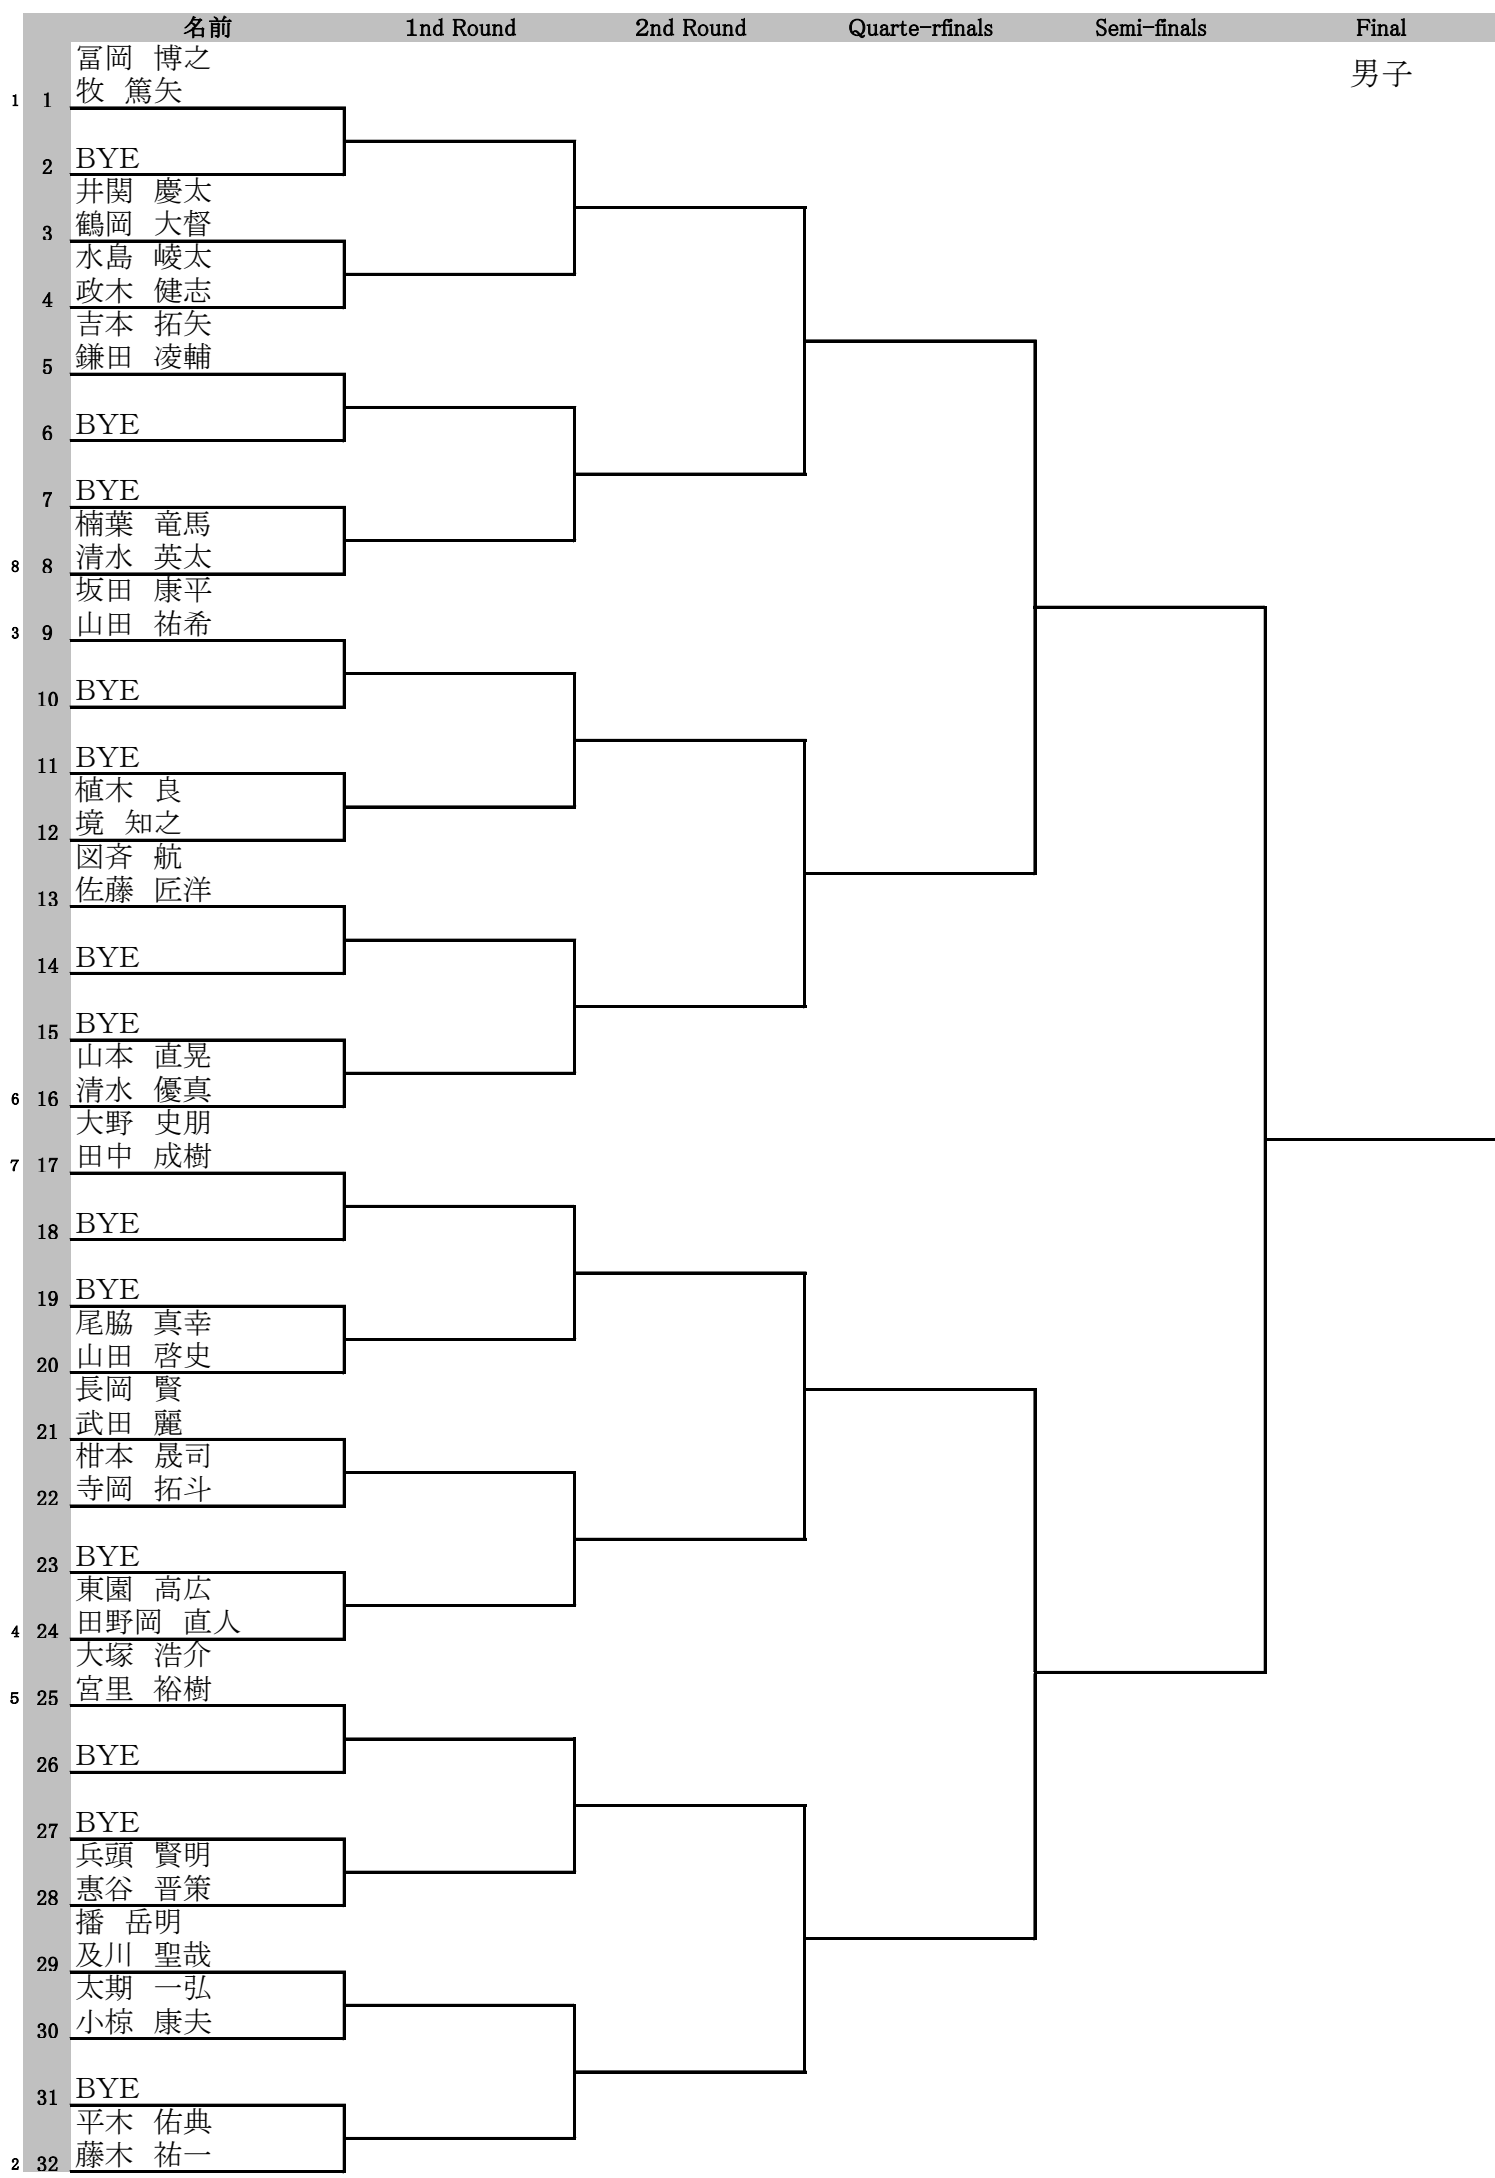 名前 1nd Round 2nd Round Quarte-rfinals Semi-finals Final
男子
冨岡 博之
1 1 牧 篤矢
2 BYE
井関 慶太
3 鶴岡 大督
水島 崚太
4 政木 健志
吉本 拓矢
5 鎌田 凌輔
6 BYE
7 BYE
楠葉 竜馬
8 8 清水 英太
坂田 康平
3 9 山田 祐希
10 BYE
11 BYE
植木 良
12 境 知之
図斉 航
13 佐藤 匠洋
14 BYE
15 BYE
山本 直晃
6 16 清水 優真
大野 史朋
7 17 田中 成樹
18 BYE
19 BYE
尾脇 真幸
20 山田 啓史
長岡 賢
21 武田 麗
柑本 晟司
22 寺岡 拓斗
23 BYE
東園 高広
4 24 田野岡 直人
大塚 浩介
5 25 宮里 裕樹
26 BYE
27 BYE
兵頭 賢明
28 惠谷 晋策
播 岳明
29 及川 聖哉
太期 一弘
30 小椋 康夫
31 BYE
平木 佑典
2 32 藤木 祐一